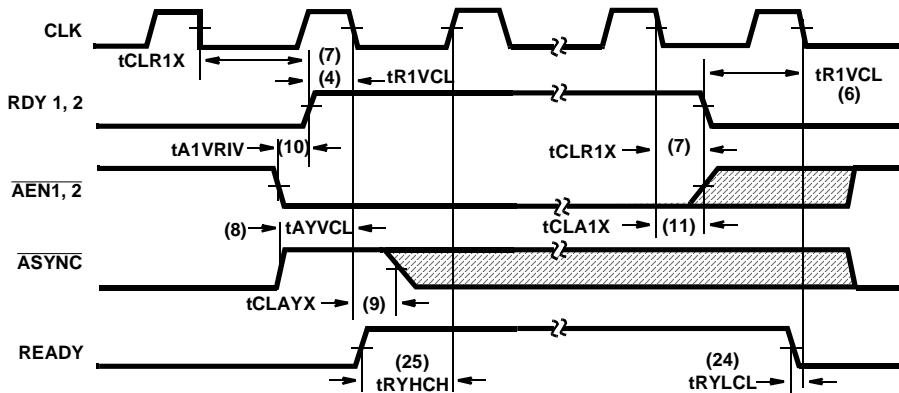 CLK
tCLR1X
(7)
(4)
tR1VCL
tR1VCL
(6)
RDY 1, 2
tA1VRIV
(10)
tCLR1X
(7)
AEN1, 2
(8)
tAYVCL
tCLA1X
(11)
ASYNC
tCLAYX
(9)
READY
(25)
tRYHCH
(24)
tRYLCL